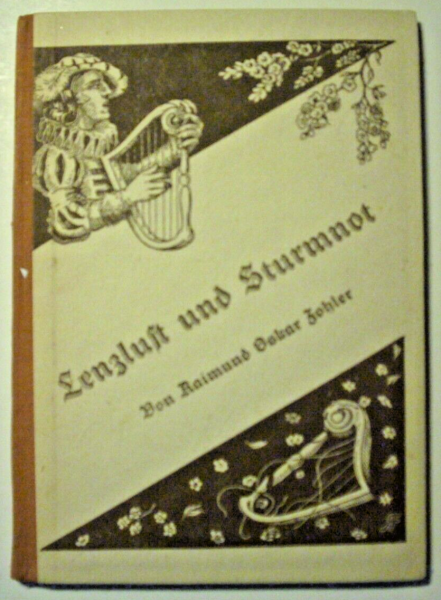 Lenzlust und Sturmnot
Von Raimund Oskar Zohler